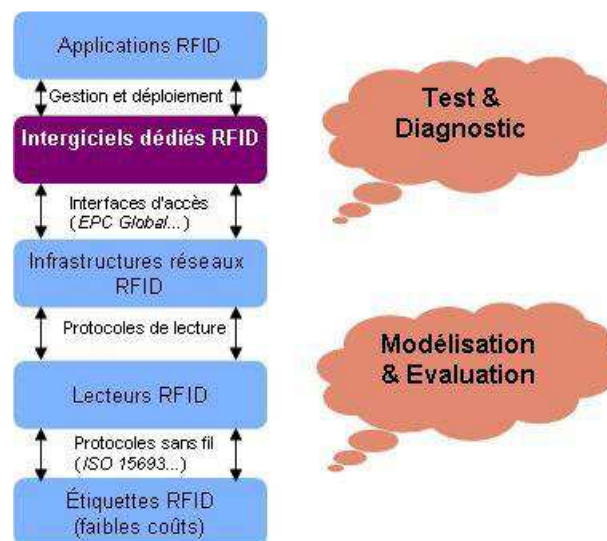 Applications RFID
Gestion et déploiement
Intergiciels dédiés RFID
Interfaces d'accès
(EPC Global...)
Infrastructures réseaux
RFID
Protocoles de lecture
Lecteurs RFID
Protocoles sans fil
(ISO 15693...)
Étiquettes RFID
(faibles coûts)
Test &
Diagnostic
Modélisation
& Evaluation